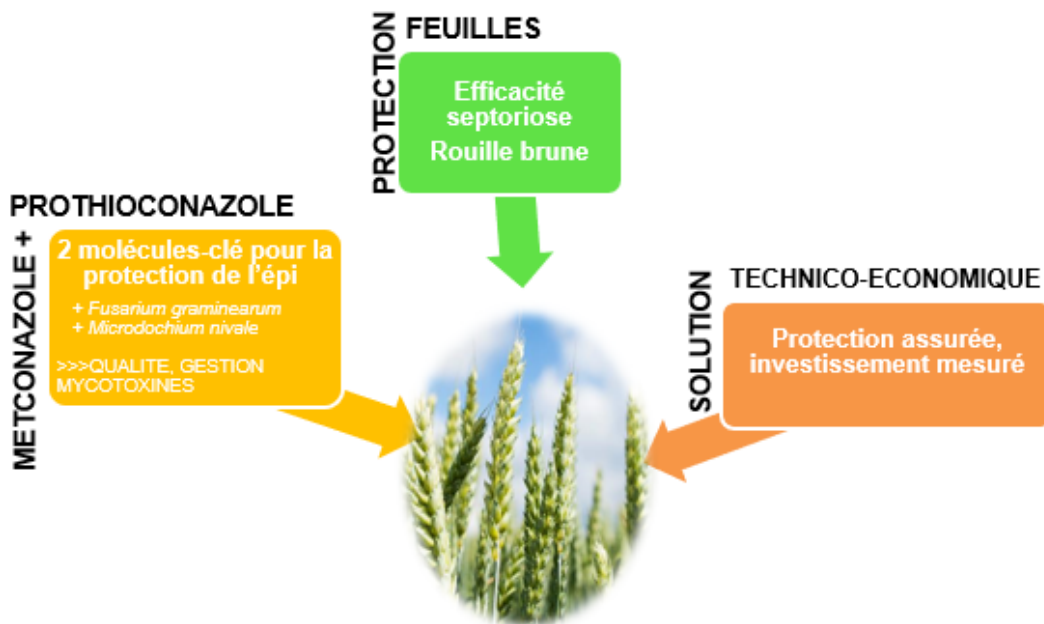 PROTECTION
FEUILLES
Efficacité
septoriose
Rouille brune
METCONAZOLE +
PROTHIOCONAZOLE
2 molécules-clé pour la
protection de l'épi
+ Fusarium graminearum
+ Microdochium nivale
>>>QUALITE, GESTION
MYCOTOXINES
SOLUTION
TECHNICO-ECONOMIQUE
Protection assurée,
investissement mesuré